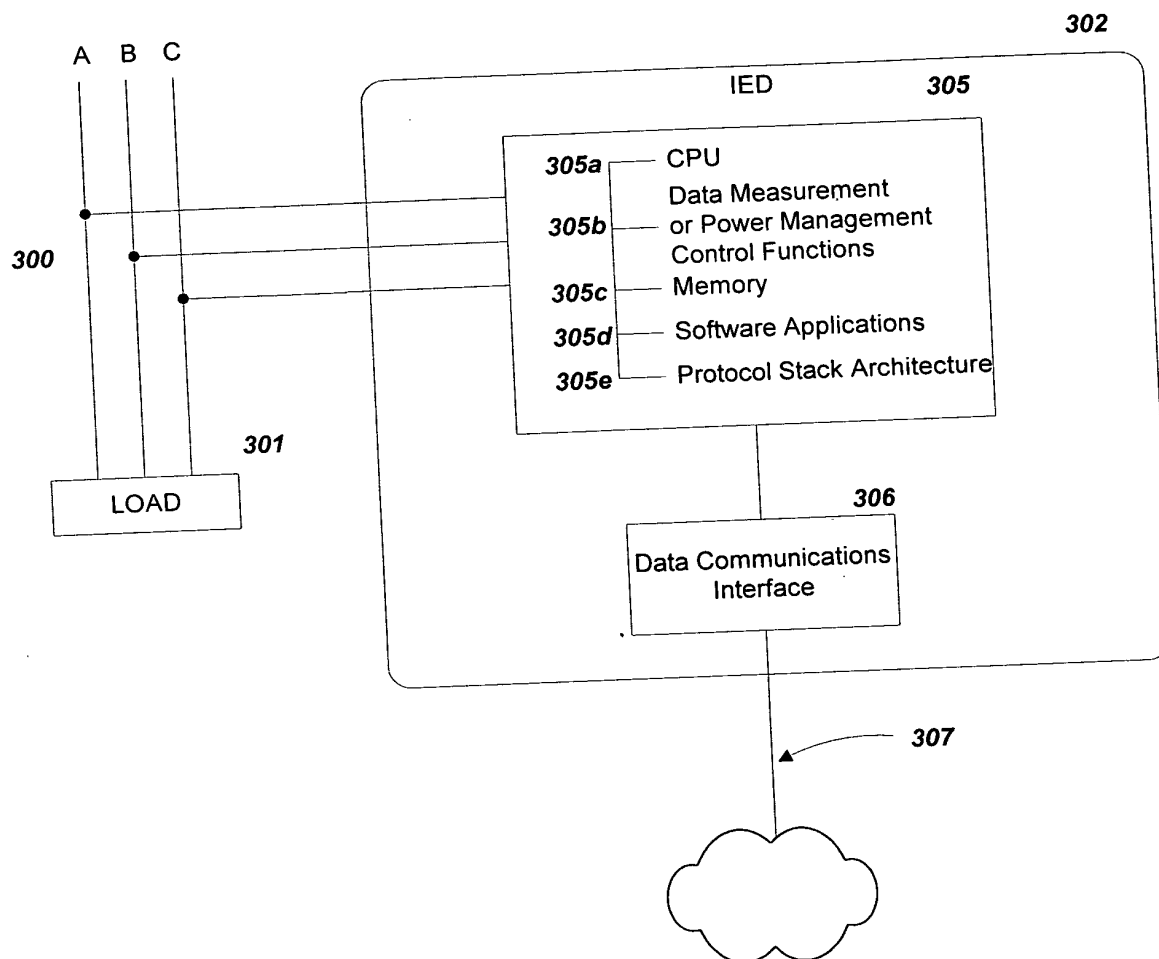 302
A B C
IED 305
305a CPU
305b Data Measurement
or Power Management
Control Functions
300
305c Memory
305d Software Applications
305e Protocol Stack Architecture
301
LOAD
306
Data Communications
Interface
307